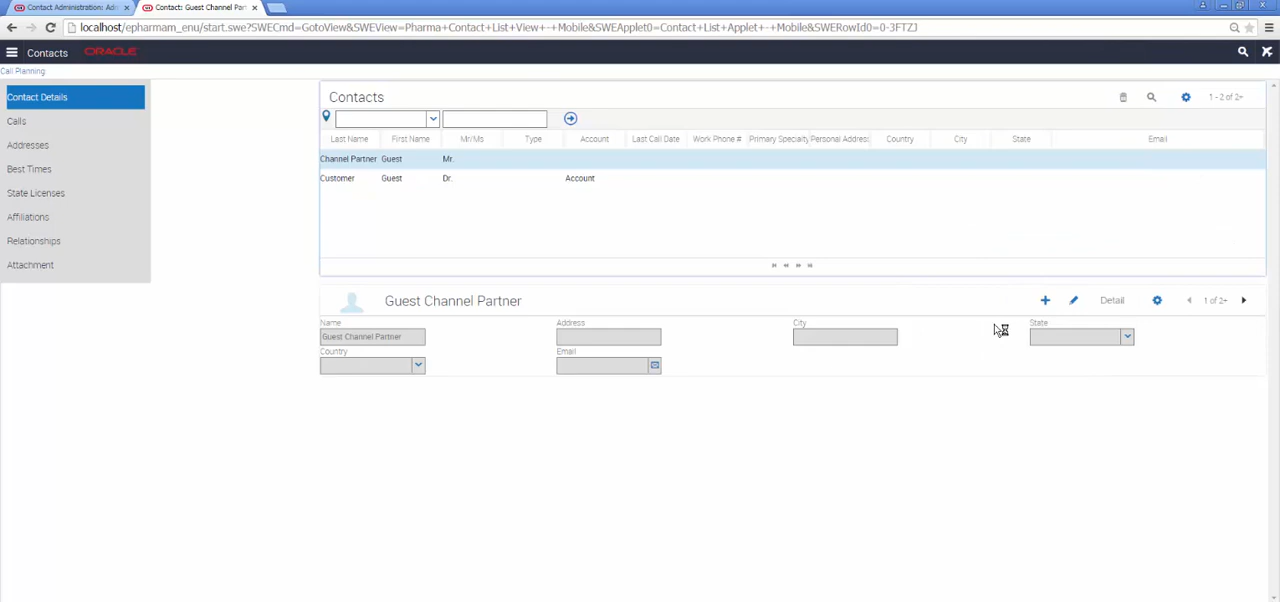 Contact Administration: Adr
Contact: Guest Channel Par
localhost/epharmam_enu/start.swe?SWECmd=GotoView&SWEView=Pharma+Contact+List+View+-+Mobile&SWEApplet0=Contact+List+Applet+-+Mobile&SWERowId0=0-3FTZJ
Contacts ORACLE
Call Planning
Contact Details
Calls
Addresses
Best Times
State Licenses
Affiliations
Relationships
Attachment
Contacts 1 - 2 of 2+
Last Name First Name Mr/Ms Type Account Last Call Date Work Phone # Primary Specialty Personal Address Country City State Email
Channel Partner Guest Mr.
Customer Guest Dr. Account
Guest Channel Partner Detail 1 of 2+
Name Address City State
Guest Channel Partner
Country Email